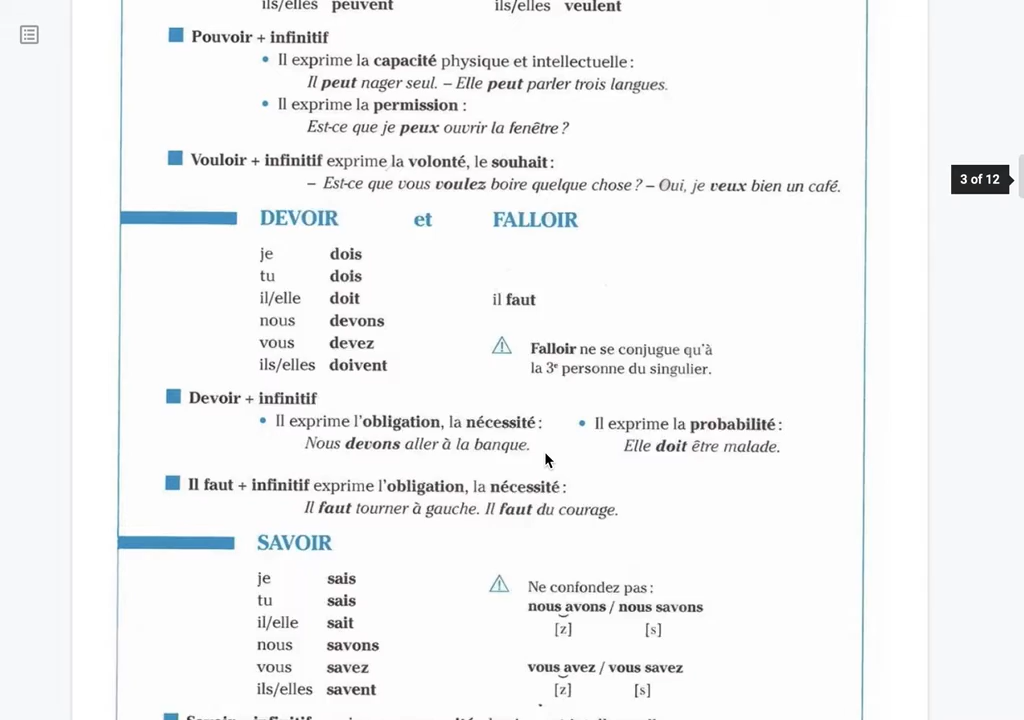 ils/elles peuvent ils/elles veulent
Pouvoir + infinitif
• Il exprime la capacité physique et intellectuelle :
Il peut nager seul. – Elle peut parler trois langues.
• Il exprime la permission :
Est-ce que je peux ouvrir la fenêtre ?
Vouloir + infinitif exprime la volonté, le souhait :
– Est-ce que vous voulez boire quelque chose ? – Oui, je veux bien un café.
3 of 12
DEVOIR et FALLOIR
je dois
tu dois
il/elle doit il faut
nous devons
vous devez
ils/elles doivent
Falloir ne se conjugue qu'à
la 3e personne du singulier.
Devoir + infinitif
• Il exprime l'obligation, la nécessité :
Nous devons aller à la banque.
• Il exprime la probabilité :
Elle doit être malade.
Il faut + infinitif exprime l'obligation, la nécessité :
Il faut tourner à gauche. Il faut du courage.
SAVOIR
je sais
tu sais
il/elle sait
nous savons
vous savez
ils/elles savent
Ne confondez pas :
nous avons / nous savons
[z] [s]
vous avez / vous savez
[z] [s]